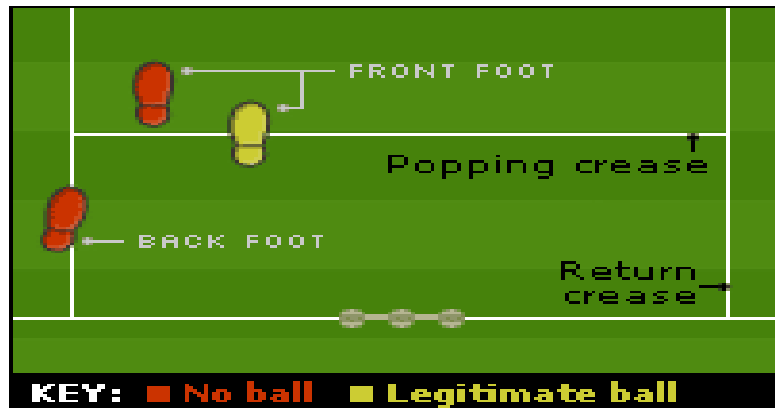 FRONT FOOT
Popping crease
BACK FOOT
Return
crease
KEY: No ball Legitimate ball